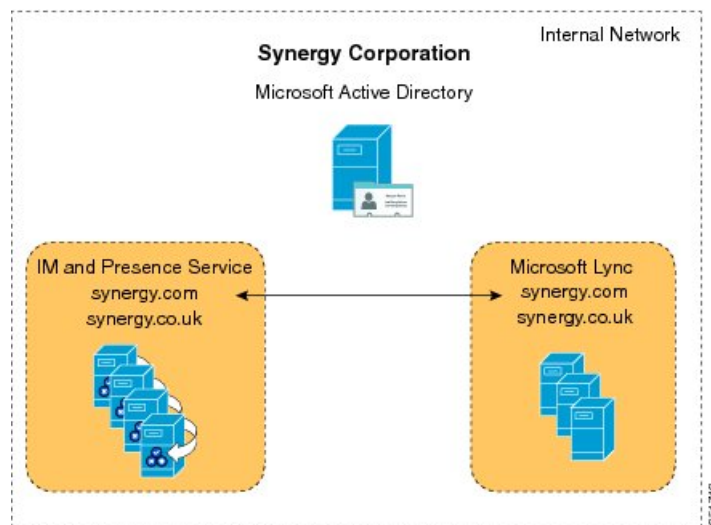 Internal Network
Synergy Corporation
Microsoft Active Directory
IM and Presence Service
synergy.com
synergy.co.uk
Microsoft Lync
synergy.com
synergy.co.uk